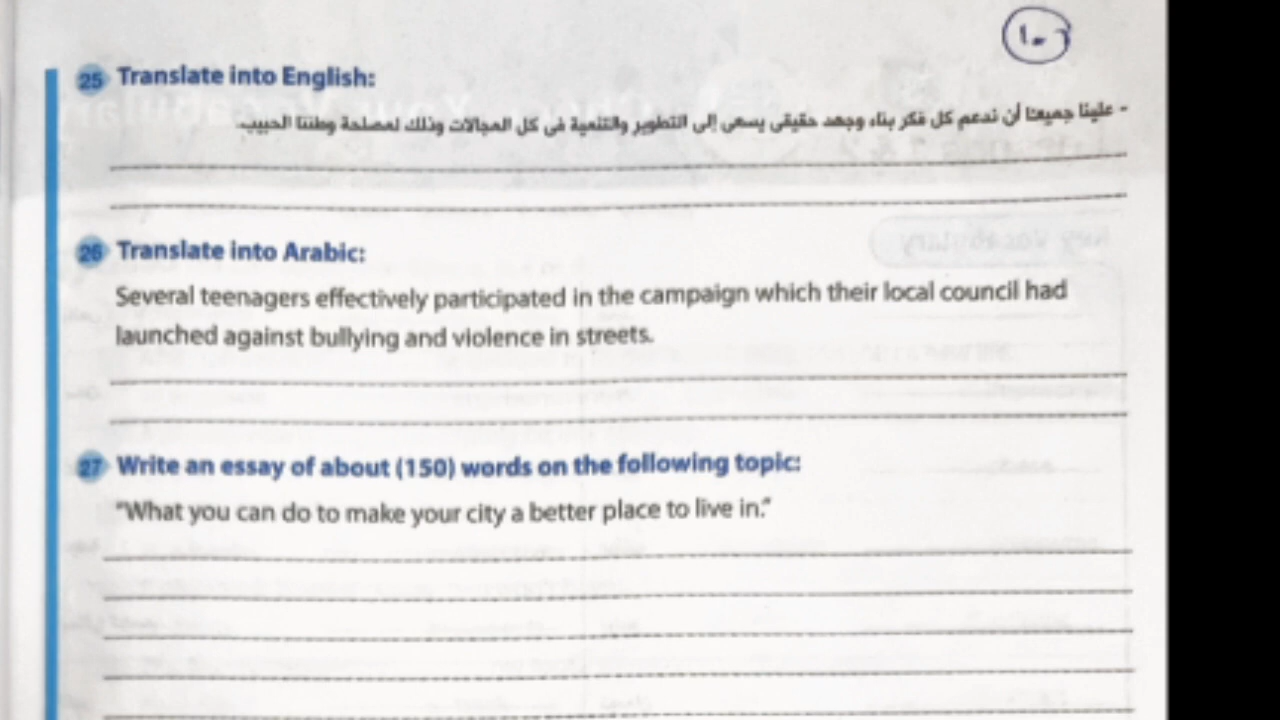 ١٠
25 Translate into English:
- علينا جميعًا أن ندعم كل فكر بناء وجهد حقيقى يسعى إلى التطوير والتنمية فى كل المجالات وذلك لمصلحة وطننا الحبيب.
26 Translate into Arabic:
Several teenagers effectively participated in the campaign which their local council had
launched against bullying and violence in streets.
27 Write an essay of about (150) words on the following topic:
"What you can do to make your city a better place to live in."